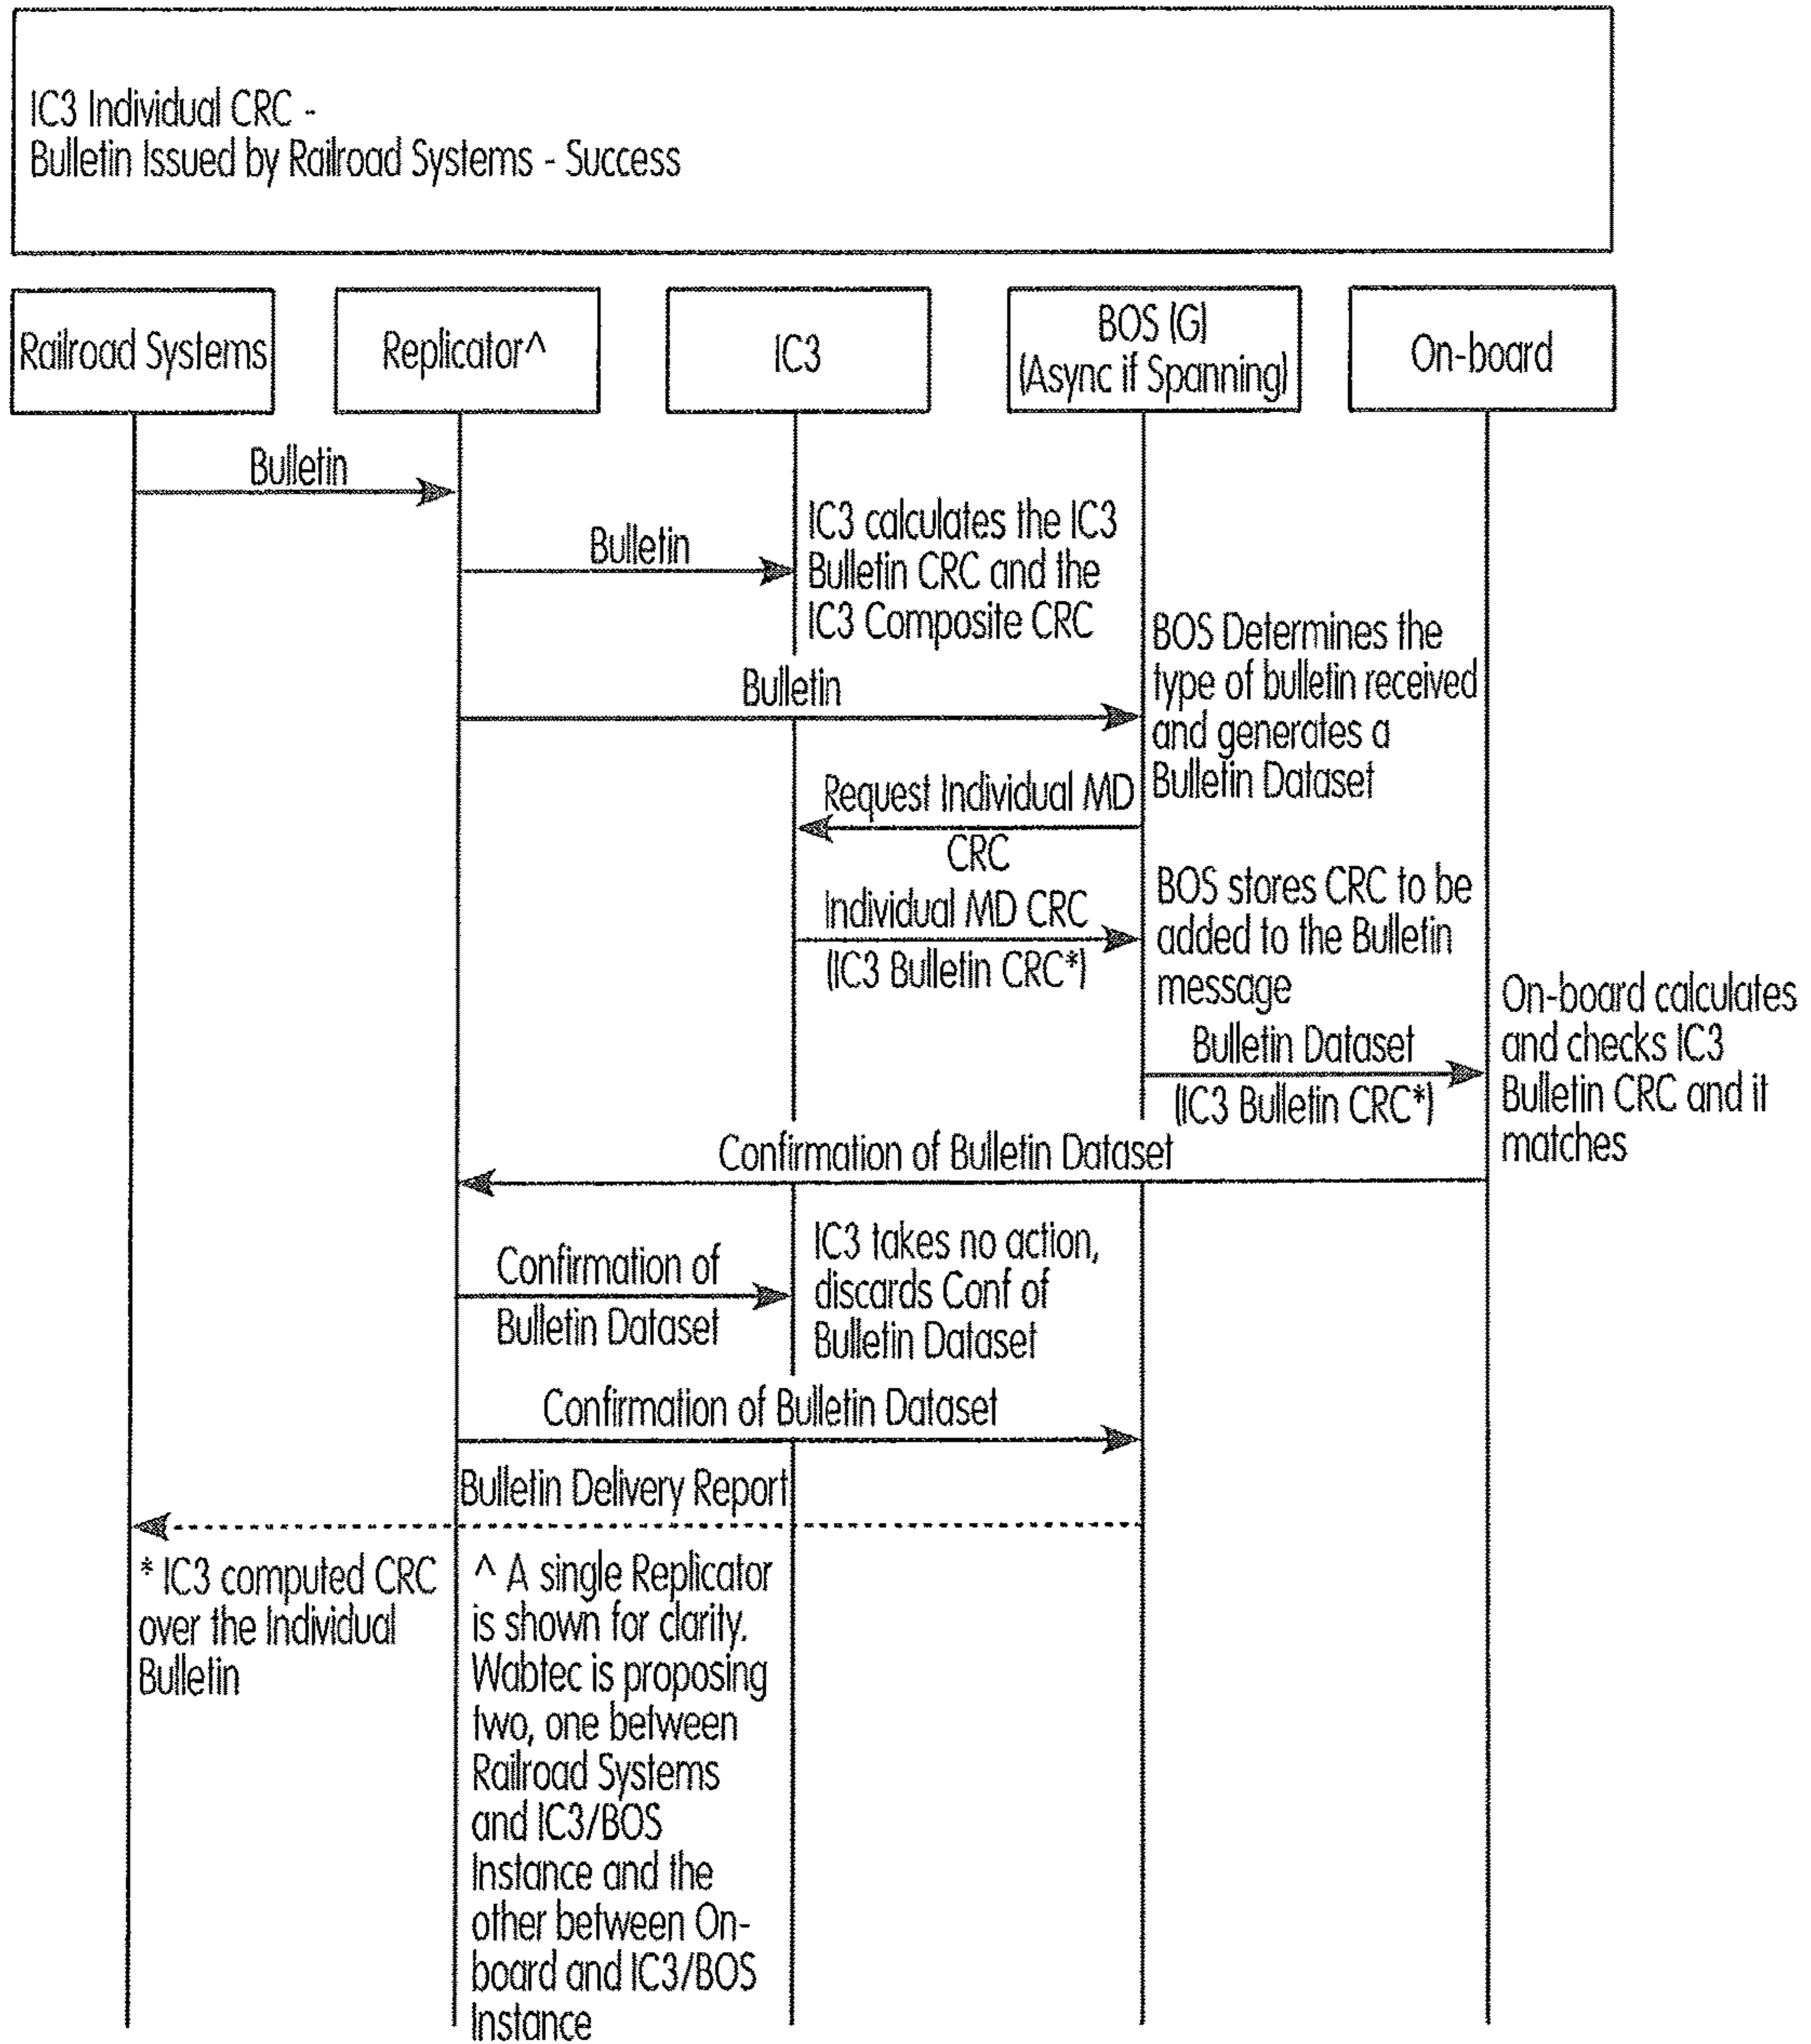 IC3 Individual CRC -
Bulletin Issued by Railroad Systems - Success
Railroad Systems
Replicator^
IC3
BOS (G)
(Async if Spanning)
On-board
Bulletin
Bulletin
IC3 calculates the IC3
Bulletin CRC and the
IC3 Composite CRC
Bulletin
BOS Determines the
type of bulletin received
and generates a
Bulletin Dataset
Request Individual MD
CRC
Individual MD CRC
(IC3 Bulletin CRC*)
BOS stores CRC to be
added to the Bulletin
message
Bulletin Dataset
(IC3 Bulletin CRC*)
On-board calculates
and checks IC3
Bulletin CRC and it
matches
Confirmation of Bulletin Dataset
Confirmation of
Bulletin Dataset
IC3 takes no action,
discards Conf of
Bulletin Dataset
Confirmation of Bulletin Dataset
Bulletin Delivery Report
* IC3 computed CRC
over the Individual
Bulletin
^ A single Replicator
is shown for clarity.
Wabtec is proposing
two, one between
Railroad Systems
and IC3/BOS
Instance and the
other between On-
board and IC3/BOS
Instance